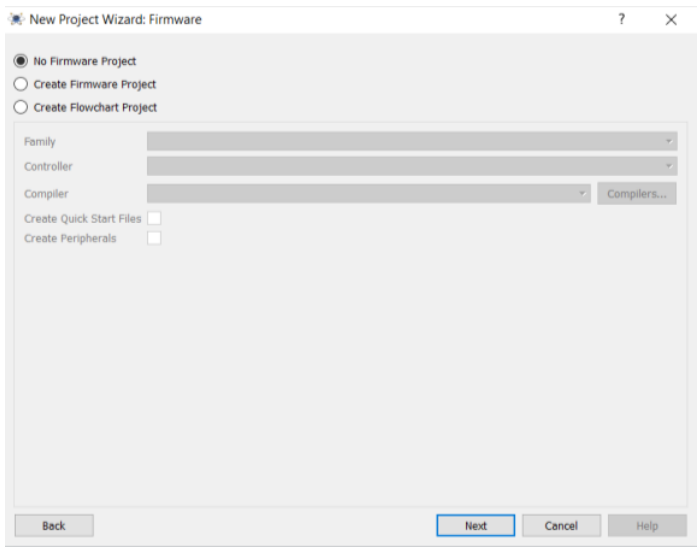 New Project Wizard: Firmware ?
No Firmware Project
Create Firmware Project
Create Flowchart Project
Family
Controller
Compiler Compilers...
Create Quick Start Files
Create Peripherals
Back Next Cancel Help